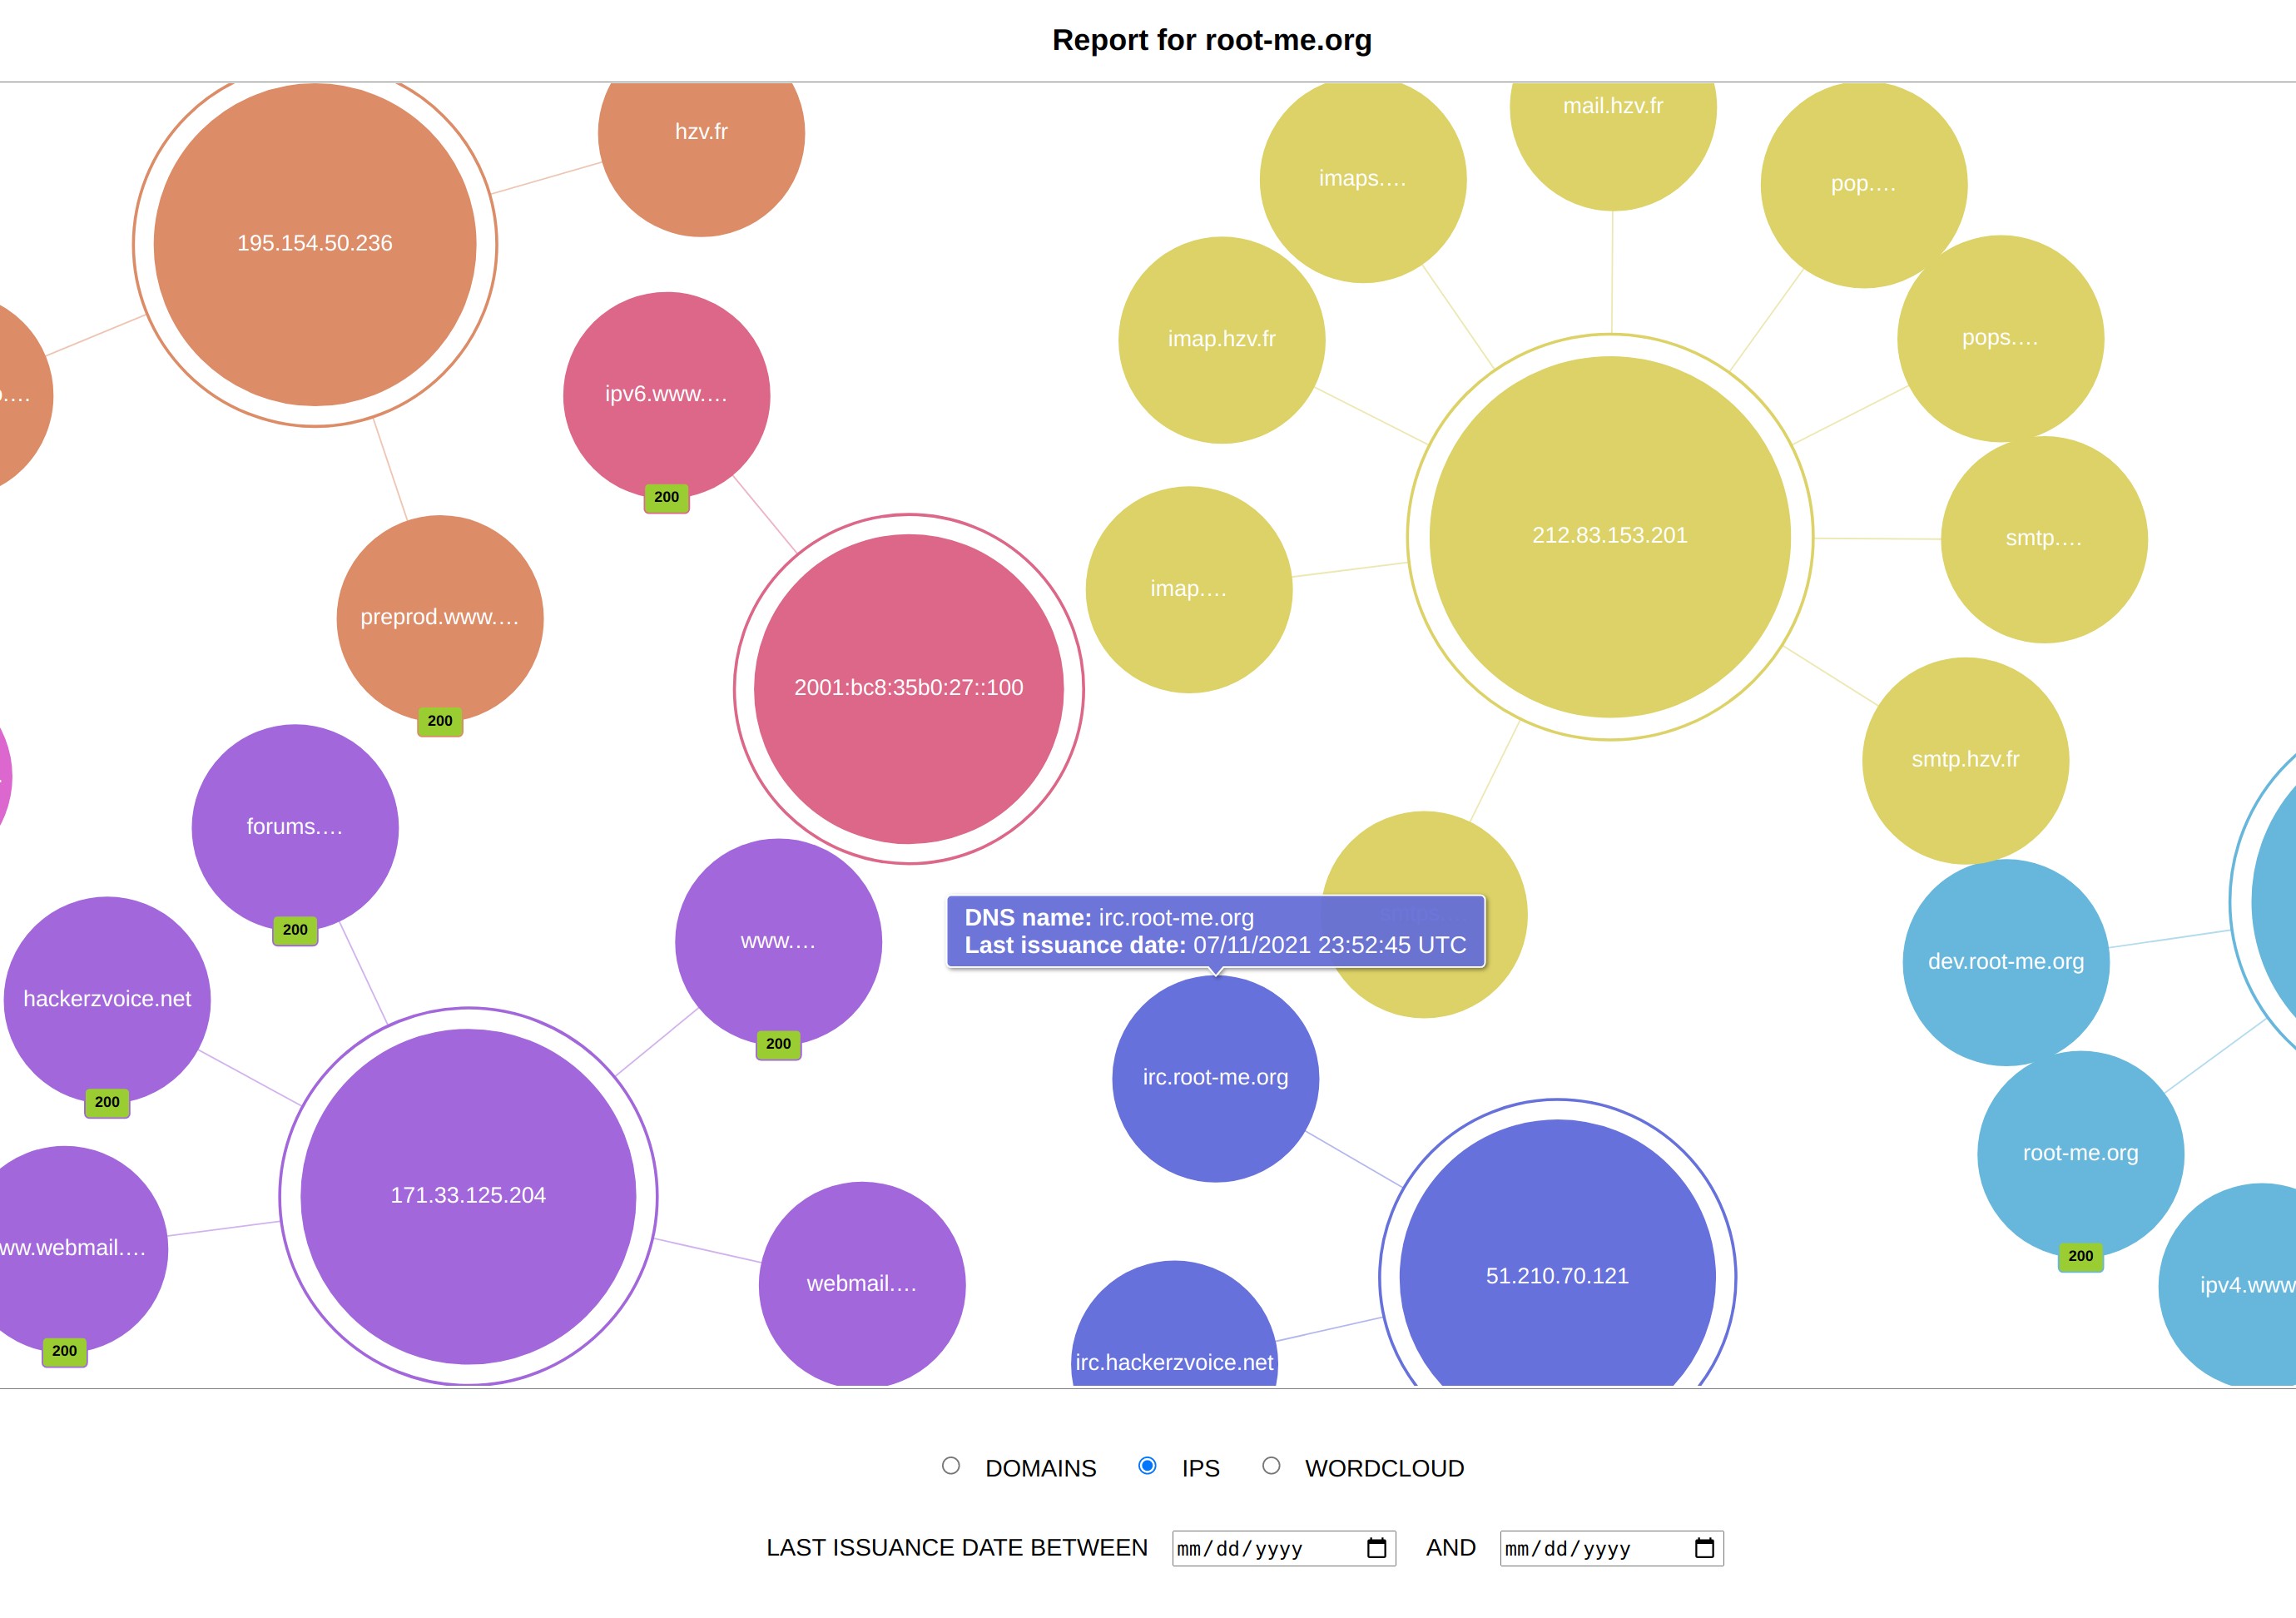 Report for root-me.org
mail.hzv.fr
hzv.fr
imaps.…
pop.…
195.154.50.236
imap.hzv.fr
pops.…
ipv6.www.…
200
212.83.153.201
smtp.…
imap.…
preprod.www.…
200
2001:bc8:35b0:27::100
smtp.hzv.fr
forums.…
200
www.…
200
DNS name: irc.root-me.org
Last issuance date: 07/11/2021 23:52:45 UTC
dev.root-me.org
hackerzvoice.net
200
irc.root-me.org
root-me.org
200
171.33.125.204
ww.webmail.…
200
webmail.…
51.210.70.121
ipv4.www
irc.hackerzvoice.net
DOMAINS IPS WORDCLOUD
LAST ISSUANCE DATE BETWEEN mm/dd/yyyy AND mm/dd/yyyy